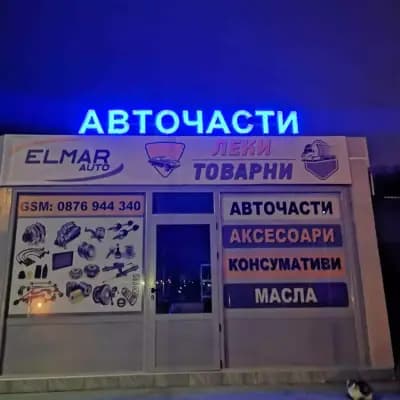 АВТОЧАСТИ
ELMAR
AUTO
ЛЕКИ
ТОВАРНИ
GSM: 0876 944 340
АВТОЧАСТИ
АКСЕСОАРИ
КОНСУМАТИВИ
МАСЛА